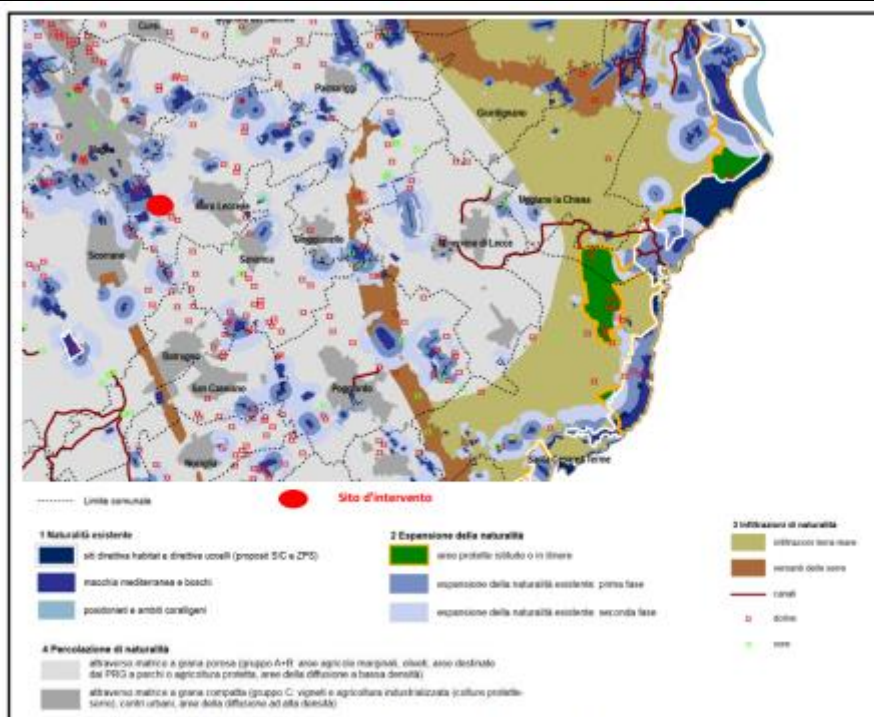 Cursi
Palmariggi
Maglie
Giurdignano
Uggiano la Chiesa
Muro Leccese
Scorrano
Sanarica
Giuggianello
Minervino di Lecce
Botrugno
San Cassiano
Poggiardo
Nociglia
Santa Cesarea Terme
Limite comunale
Sito d'intervento
1 Naturalità esistente
siti direttiva habitat e direttiva uccelli (proposti SIC e ZPS)
macchia mediterranea e boschi
posidonieti e ambiti coralligeni
2 Espansione della naturalità
aree protette istituite o in itinere
espansione della naturalità esistente: prima fase
espansione della naturalità esistente: seconda fase
3 Infiltrazioni di naturalità
infiltrazioni terra-mare
versanti delle serre
canali
doline
vore
4 Percolazione di naturalità
attraverso matrice a grana porosa (gruppo A+B: aree agricole marginali, oliveti, aree destinate
dai PRG a parchi o agricoltura protetta, aree della diffusione a bassa densità)
attraverso matrice a grana compatta (gruppo C: vigneti e agricoltura industrializzata (colture protette-
serre), centri urbani, aree della diffusione ad alta densità)